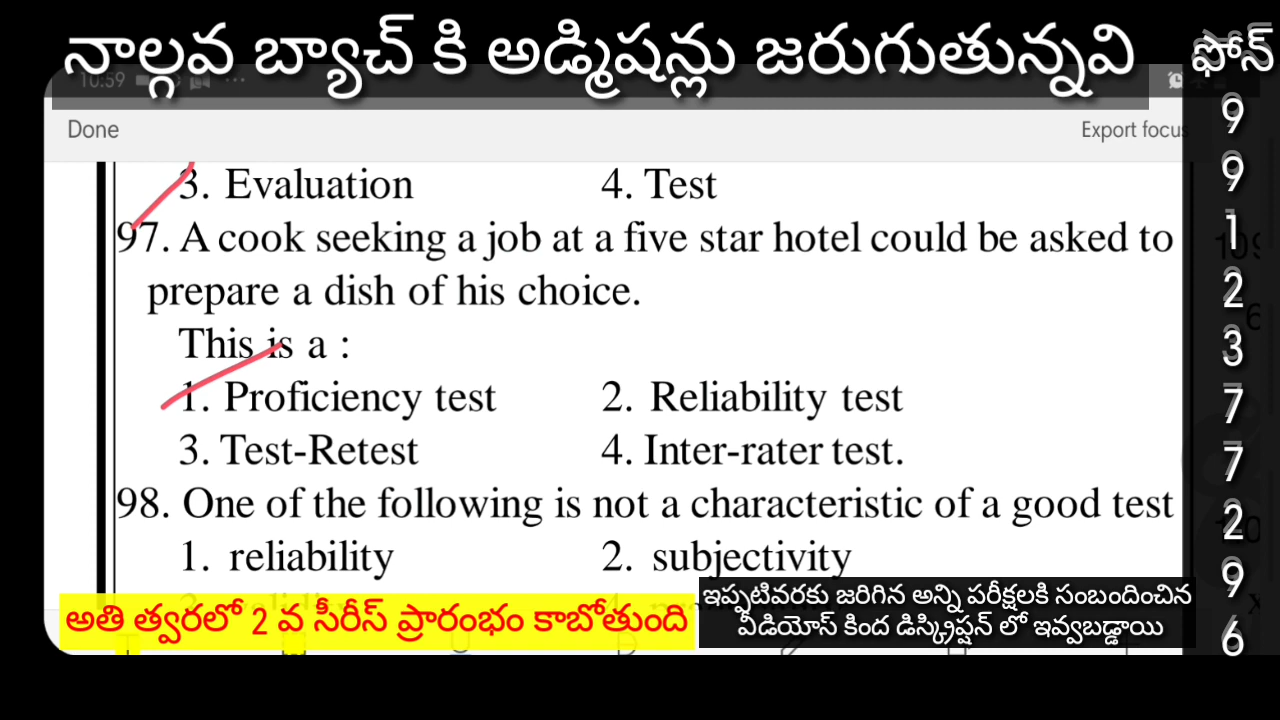 నాల్గవ బ్యాచ్ కి అడ్మిషన్లు జరుగుతున్నవి
ఫోన్
9
9
1
2
3
7
7
2
9
6
10:59
Done
Export focus
3. Evaluation 4. Test
97. A cook seeking a job at a five star hotel could be asked to
prepare a dish of his choice.
This is a :
1. Proficiency test 2. Reliability test
3. Test-Retest 4. Inter-rater test.
98. One of the following is not a characteristic of a good test
1. reliability 2. subjectivity
అతి త్వరలో 2 వ సీరీస్ ప్రారంభం కాబోతుంది
ఇప్పటివరకు జరిగిన అన్ని పరీక్షలకి సంబందించిన
వీడియోస్ కింద డిస్క్రిప్షన్ లో ఇవ్వబడ్డాయి